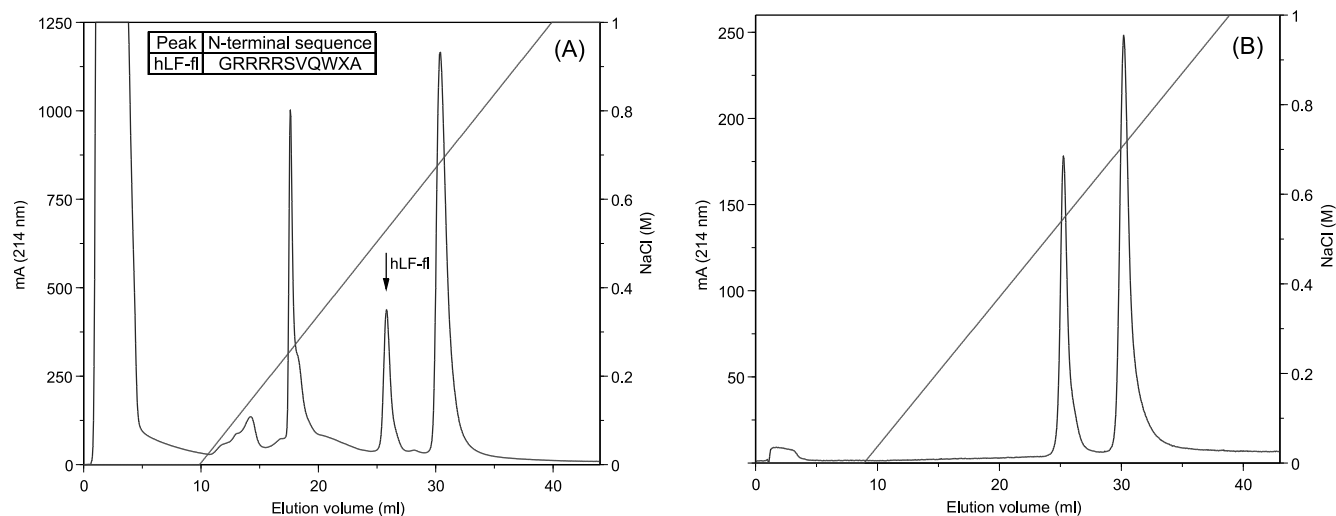 Peak N-terminal sequence
hLF-fl GRRRRSVQWXA
(A)
hLF-fl
1250
1000
750
500
250
0
mA (214 nm)
1
0.8
0.6
0.4
0.2
0
NaCl (M)
0 10 20 30 40
Elution volume (ml)
(B)
250
200
150
100
50
mA (214 nm)
1
0.8
0.6
0.4
0.2
0
NaCl (M)
0 10 20 30 40
Elution volume (ml)